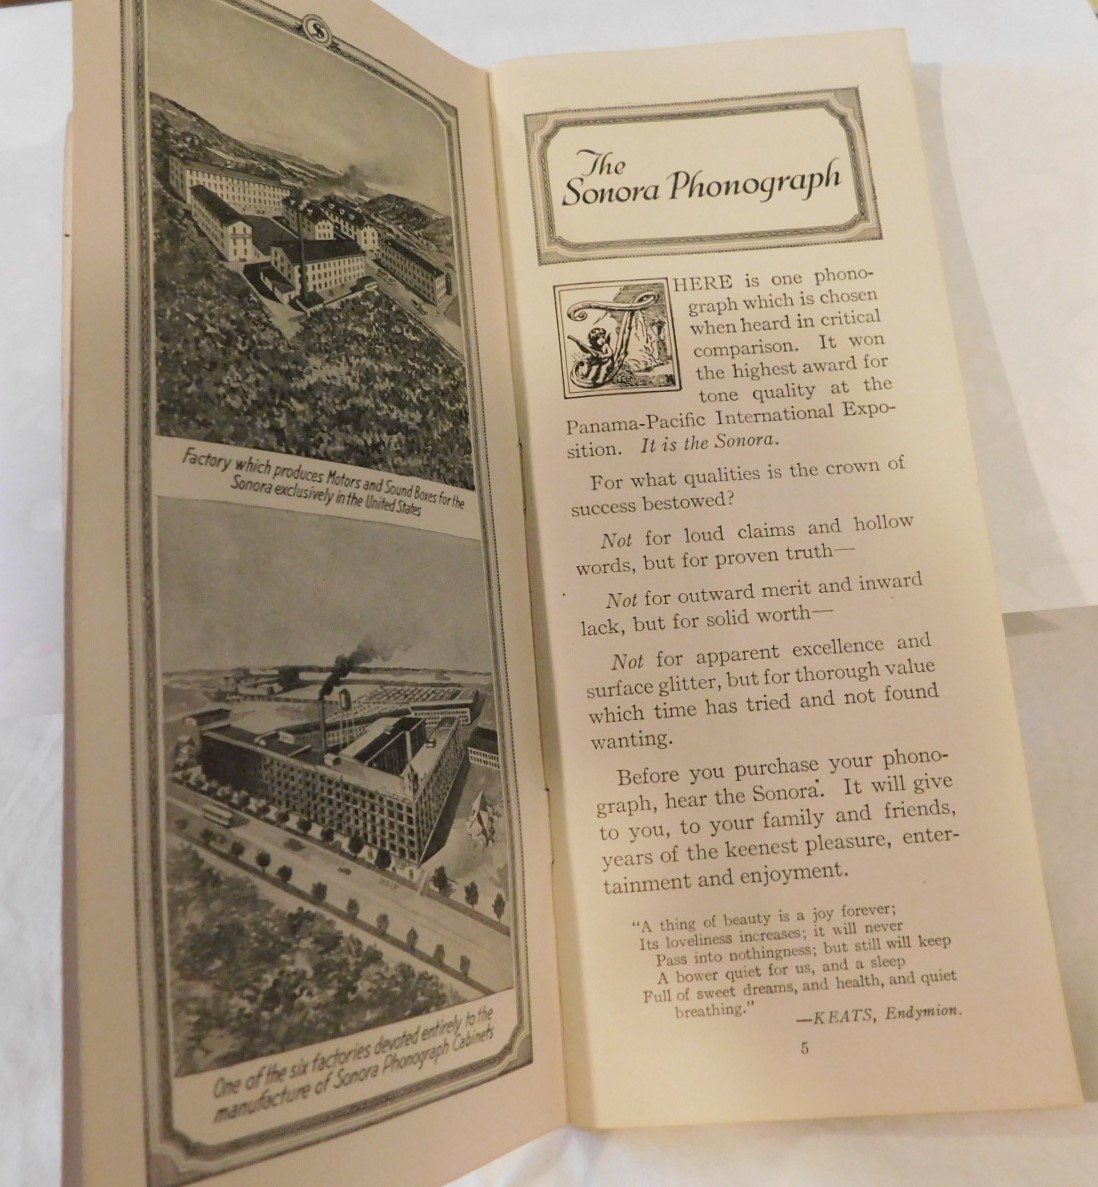 S
Factory which produces Motors and Sound Boxes for the
Sonora exclusively in the United States
One of the six factories devoted entirely to the
manufacture of Sonora Phonograph Cabinets
The
Sonora Phonograph
THERE is one phono-
graph which is chosen
when heard in critical
comparison. It won
the highest award for
tone quality at the
Panama-Pacific International Expo-
sition. It is the Sonora.
For what qualities is the crown of
success bestowed?
Not for loud claims and hollow
words, but for proven truth—
Not for outward merit and inward
lack, but for solid worth—
Not for apparent excellence and
surface glitter, but for thorough value
which time has tried and not found
wanting.
Before you purchase your phono-
graph, hear the Sonora. It will give
to you, to your family and friends,
years of the keenest pleasure, enter-
tainment and enjoyment.
"A thing of beauty is a joy forever;
Its loveliness increases; it will never
Pass into nothingness; but still will keep
A bower quiet for us, and a sleep
Full of sweet dreams, and health, and quiet
breathing."
—KEATS, Endymion.
5